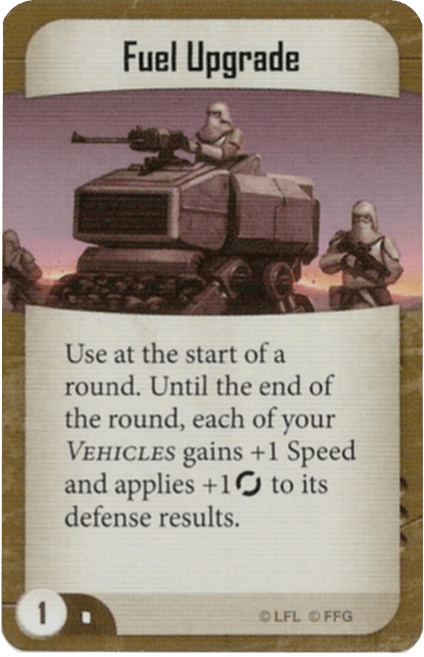 Fuel Upgrade
Use at the start of a
round. Until the end of
the round, each of your
VEHICLES gains +1 Speed
and applies +1 to its
defense results.
1
© LFL © FFG